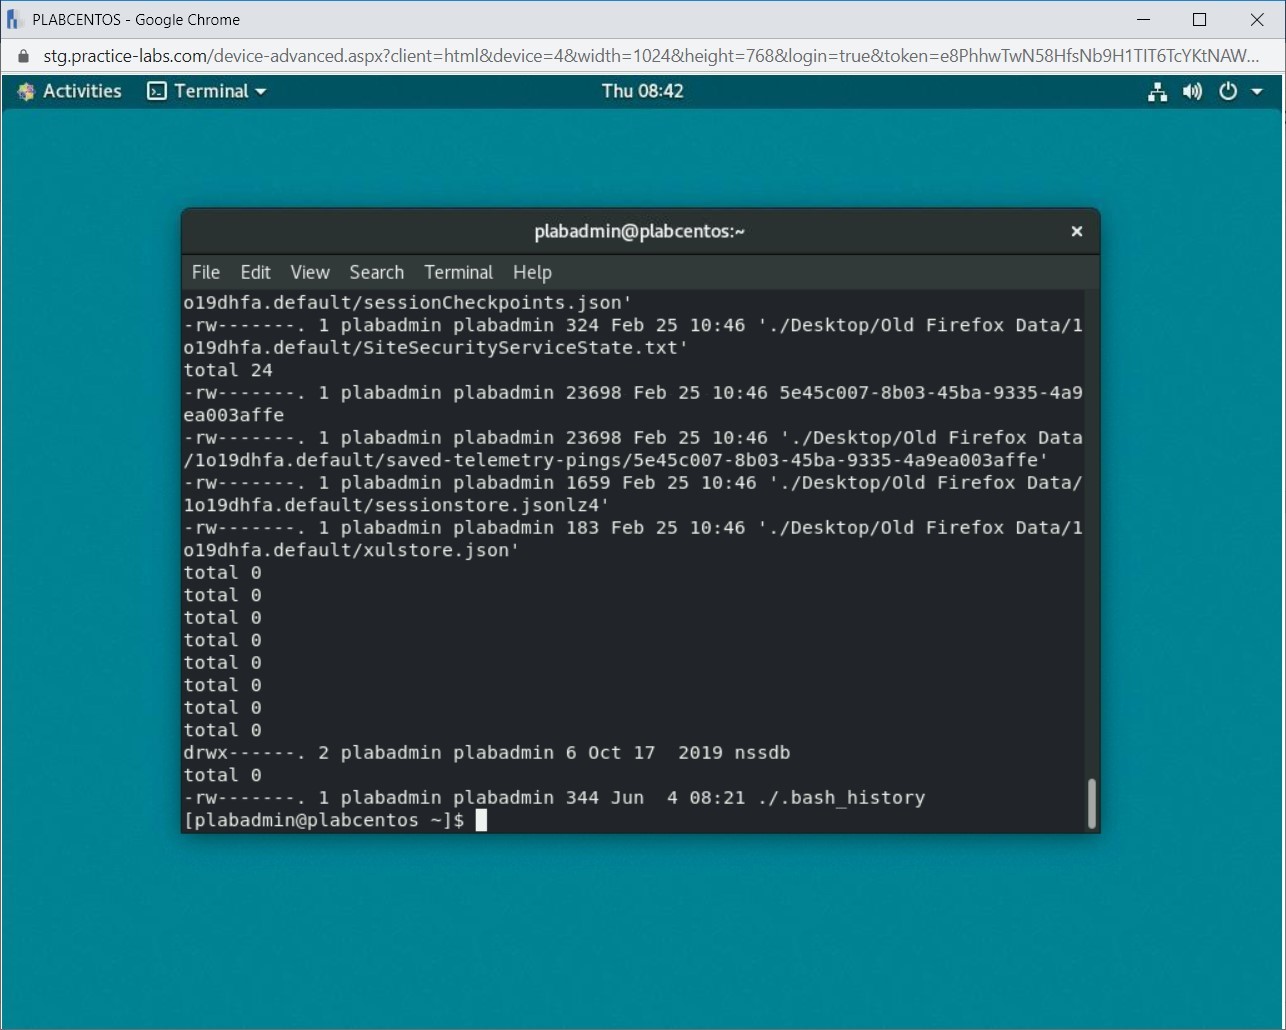 PLABCENTOS - Google Chrome
stg.practice-labs.com/device-advanced.aspx?client=html&device=4&width=1024&height=768&login=true&token=e8PhhwTwN58HfsNb9H1TIT6TcYKtNAW...
Activities Terminal Thu 08:42
plabadmin@plabcentos:~
File Edit View Search Terminal Help
o19dhfa.default/sessionCheckpoints.json'
-rw-------. 1 plabadmin plabadmin 324 Feb 25 10:46 './Desktop/Old Firefox Data/1
o19dhfa.default/SiteSecurityServiceState.txt'
total 24
-rw-------. 1 plabadmin plabadmin 23698 Feb 25 10:46 5e45c007-8b03-45ba-9335-4a9
ea003affe
-rw-------. 1 plabadmin plabadmin 23698 Feb 25 10:46 './Desktop/Old Firefox Data
/1o19dhfa.default/saved-telemetry-pings/5e45c007-8b03-45ba-9335-4a9ea003affe'
-rw-------. 1 plabadmin plabadmin 1659 Feb 25 10:46 './Desktop/Old Firefox Data/
1o19dhfa.default/sessionstore.jsonlz4'
-rw-------. 1 plabadmin plabadmin 183 Feb 25 10:46 './Desktop/Old Firefox Data/1
o19dhfa.default/xulstore.json'
total 0
total 0
total 0
total 0
total 0
total 0
total 0
total 0
drwx------. 2 plabadmin plabadmin 6 Oct 17  2019 nssdb
total 0
-rw-------. 1 plabadmin plabadmin 344 Jun  4 08:21 ./.bash_history
[plabadmin@plabcentos ~]$